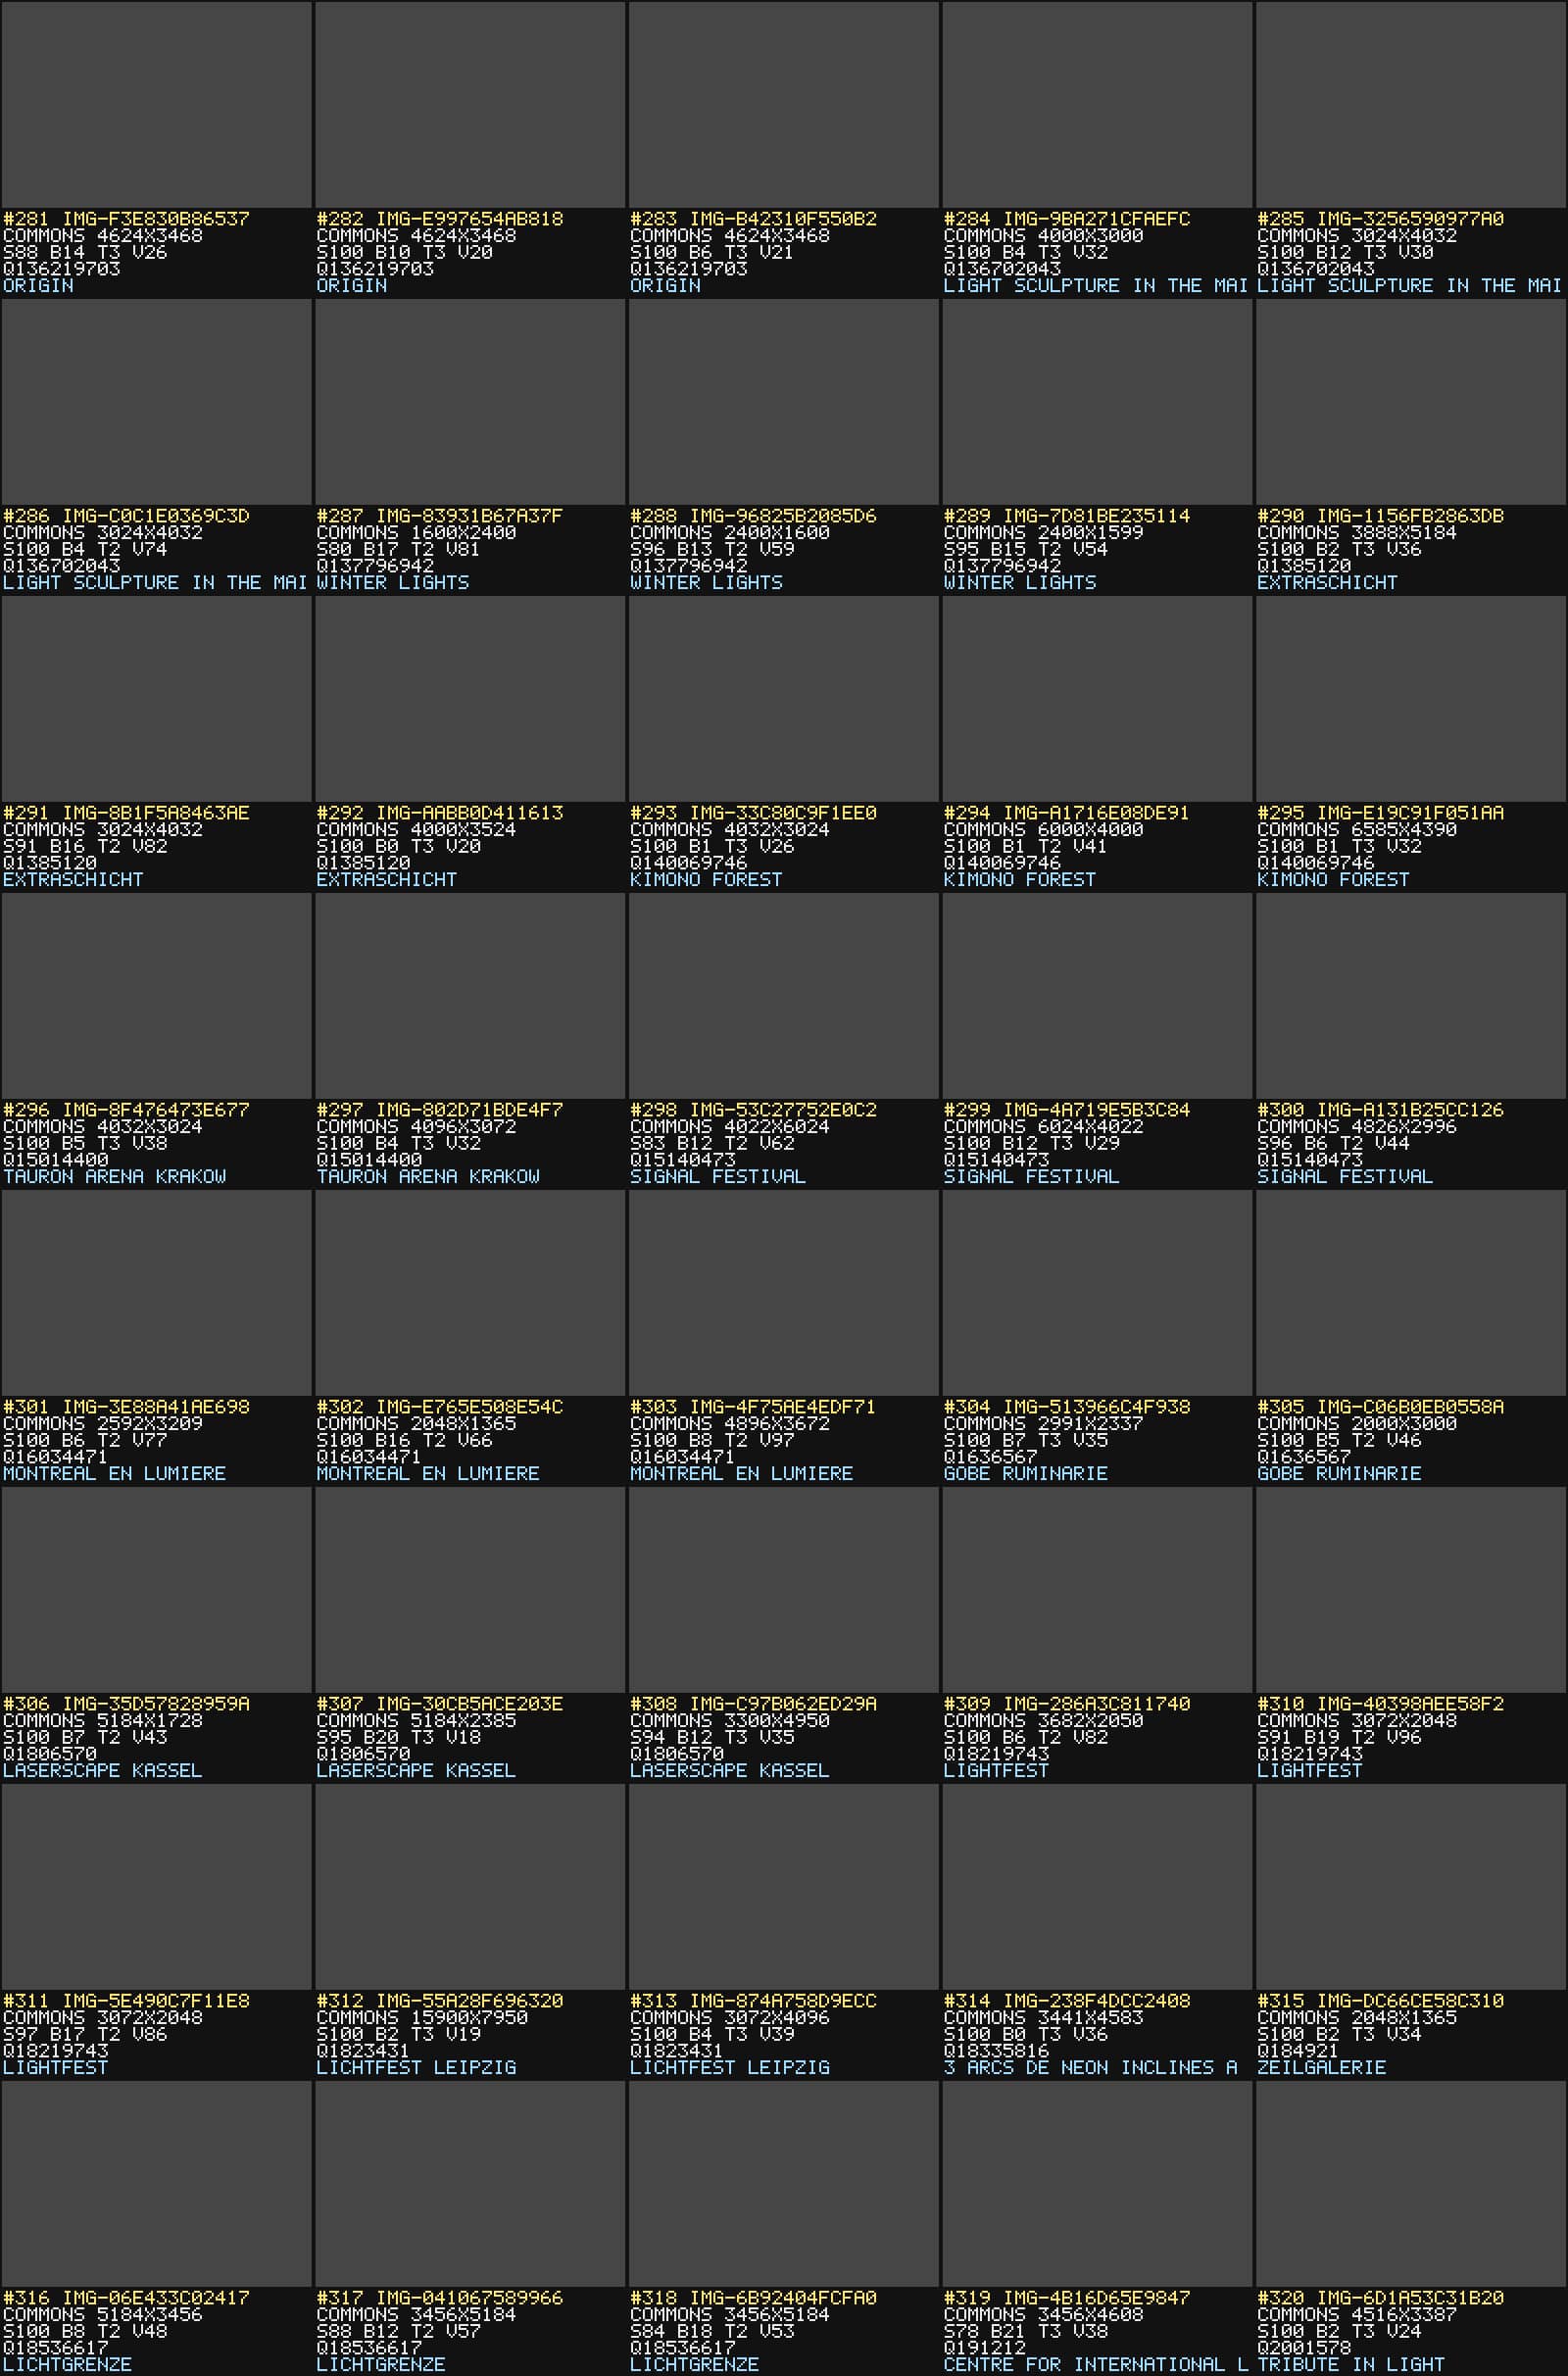 #281 IMG-F3E830B86537
COMMONS 4624X3468
S88 B14 T3 V26
Q136219703
ORIGIN
#282 IMG-E997654AB818
COMMONS 4624X3468
S100 B10 T3 V20
Q136219703
ORIGIN
#283 IMG-B42310F550B2
COMMONS 4624X3468
S100 B6 T3 V21
Q136219703
ORIGIN
#284 IMG-9BA271CFAEFC
COMMONS 4000X3000
S100 B4 T3 V32
Q136702043
LIGHT SCULPTURE IN THE MAI
#285 IMG-3256590977A0
COMMONS 3024X4032
S100 B12 T3 V30
Q136702043
LIGHT SCULPTURE IN THE MAI
#286 IMG-C0C1E0369C3D
COMMONS 3024X4032
S100 B4 T2 V74
Q136702043
LIGHT SCULPTURE IN THE MAI
#287 IMG-83931B67A37F
COMMONS 1600X2400
S80 B17 T2 V81
Q137796942
WINTER LIGHTS
#288 IMG-96825B2085D6
COMMONS 2400X1600
S96 B13 T2 V59
Q137796942
WINTER LIGHTS
#289 IMG-7D81BE235114
COMMONS 2400X1599
S95 B15 T2 V54
Q137796942
WINTER LIGHTS
#290 IMG-1156FB2863DB
COMMONS 3888X5184
S100 B2 T3 V36
Q1385120
EXTRASCHICHT
#291 IMG-8B1F5A8463AE
COMMONS 3024X4032
S91 B16 T2 V82
Q1385120
EXTRASCHICHT
#292 IMG-AABB0D411613
COMMONS 4000X3524
S100 B0 T3 V20
Q1385120
EXTRASCHICHT
#293 IMG-33C80C9F1EE0
COMMONS 4032X3024
S100 B1 T3 V26
Q140069746
KIMONO FOREST
#294 IMG-A1716E08DE91
COMMONS 6000X4000
S100 B1 T2 V41
Q140069746
KIMONO FOREST
#295 IMG-E19C91F051AA
COMMONS 6585X4390
S100 B1 T3 V32
Q140069746
KIMONO FOREST
#296 IMG-8F476473E677
COMMONS 4032X3024
S100 B5 T3 V38
Q15014400
TAURON ARENA KRAKOW
#297 IMG-802D71BDE4F7
COMMONS 4096X3072
S100 B4 T3 V32
Q15014400
TAURON ARENA KRAKOW
#298 IMG-53C27752E0C2
COMMONS 4022X6024
S83 B12 T2 V62
Q15140473
SIGNAL FESTIVAL
#299 IMG-4A719E5B3C84
COMMONS 6024X4022
S100 B12 T3 V29
Q15140473
SIGNAL FESTIVAL
#300 IMG-A131B25CC126
COMMONS 4826X2996
S96 B6 T2 V44
Q15140473
SIGNAL FESTIVAL
#301 IMG-3E88A41AE698
COMMONS 2592X3209
S100 B6 T2 V77
Q16034471
MONTREAL EN LUMIERE
#302 IMG-E765E508E54C
COMMONS 2048X1365
S100 B16 T2 V66
Q16034471
MONTREAL EN LUMIERE
#303 IMG-4F75AE4EDF71
COMMONS 4896X3672
S100 B8 T2 V97
Q16034471
MONTREAL EN LUMIERE
#304 IMG-513966C4F938
COMMONS 2991X2337
S100 B7 T3 V35
Q1636567
GOBE RUMINARIE
#305 IMG-C06B0EB0558A
COMMONS 2000X3000
S100 B5 T2 V46
Q1636567
GOBE RUMINARIE
#306 IMG-35D57828959A
COMMONS 5184X1728
S100 B7 T2 V43
Q1806570
LASERSCAPE KASSEL
#307 IMG-30CB5ACE203E
COMMONS 5184X2385
S95 B20 T3 V18
Q1806570
LASERSCAPE KASSEL
#308 IMG-C97B062ED29A
COMMONS 3300X4950
S94 B12 T3 V35
Q1806570
LASERSCAPE KASSEL
#309 IMG-286A3C811740
COMMONS 3682X2050
S100 B6 T2 V82
Q18219743
LIGHTFEST
#310 IMG-40398AEE58F2
COMMONS 3072X2048
S91 B19 T2 V96
Q18219743
LIGHTFEST
#311 IMG-5E490C7F11E8
COMMONS 3072X2048
S97 B17 T2 V86
Q18219743
LIGHTFEST
#312 IMG-55A28F696320
COMMONS 15900X7950
S100 B2 T3 V19
Q1823431
LICHTFEST LEIPZIG
#313 IMG-874A758D9ECC
COMMONS 3072X4096
S100 B4 T3 V39
Q1823431
LICHTFEST LEIPZIG
#314 IMG-238F4DCC2408
COMMONS 3441X4583
S100 B0 T3 V36
Q18335816
3 ARCS DE NEON INCLINES A
#315 IMG-DC66CE58C310
COMMONS 2048X1365
S100 B2 T3 V34
Q184921
ZEILGALERIE
#316 IMG-06E433C02417
COMMONS 5184X3456
S100 B8 T2 V48
Q18536617
LICHTGRENZE
#317 IMG-041067589966
COMMONS 3456X5184
S88 B12 T2 V57
Q18536617
LICHTGRENZE
#318 IMG-6B92404FCFA0
COMMONS 3456X5184
S84 B18 T2 V53
Q18536617
LICHTGRENZE
#319 IMG-4B16D65E9847
COMMONS 3456X4608
S78 B21 T3 V38
Q191212
CENTRE FOR INTERNATIONAL L
#320 IMG-6D1A53C31B20
COMMONS 4516X3387
S100 B2 T3 V24
Q2001578
TRIBUTE IN LIGHT